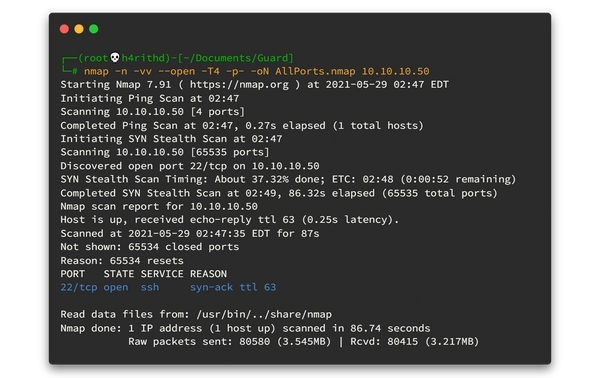 ┌──(root💀h4rithd)-[~/Documents/Guard]
└─# nmap -n -vv --open -T4 -p- -oN AllPorts.nmap 10.10.10.50
Starting Nmap 7.91 ( https://nmap.org ) at 2021-05-29 02:47 EDT
Initiating Ping Scan at 02:47
Scanning 10.10.10.50 [4 ports]
Completed Ping Scan at 02:47, 0.27s elapsed (1 total hosts)
Initiating SYN Stealth Scan at 02:47
Scanning 10.10.10.50 [65535 ports]
Discovered open port 22/tcp on 10.10.10.50
SYN Stealth Scan Timing: About 37.32% done; ETC: 02:48 (0:00:52 remaining)
Completed SYN Stealth Scan at 02:49, 86.32s elapsed (65535 total ports)
Nmap scan report for 10.10.10.50
Host is up, received echo-reply ttl 63 (0.25s latency).
Scanned at 2021-05-29 02:47:35 EDT for 87s
Not shown: 65534 closed ports
Reason: 65534 resets
PORT   STATE SERVICE REASON
22/tcp open  ssh     syn-ack ttl 63
Read data files from: /usr/bin/../share/nmap
Nmap done: 1 IP address (1 host up) scanned in 86.74 seconds
           Raw packets sent: 80580 (3.545MB) | Rcvd: 80415 (3.217MB)